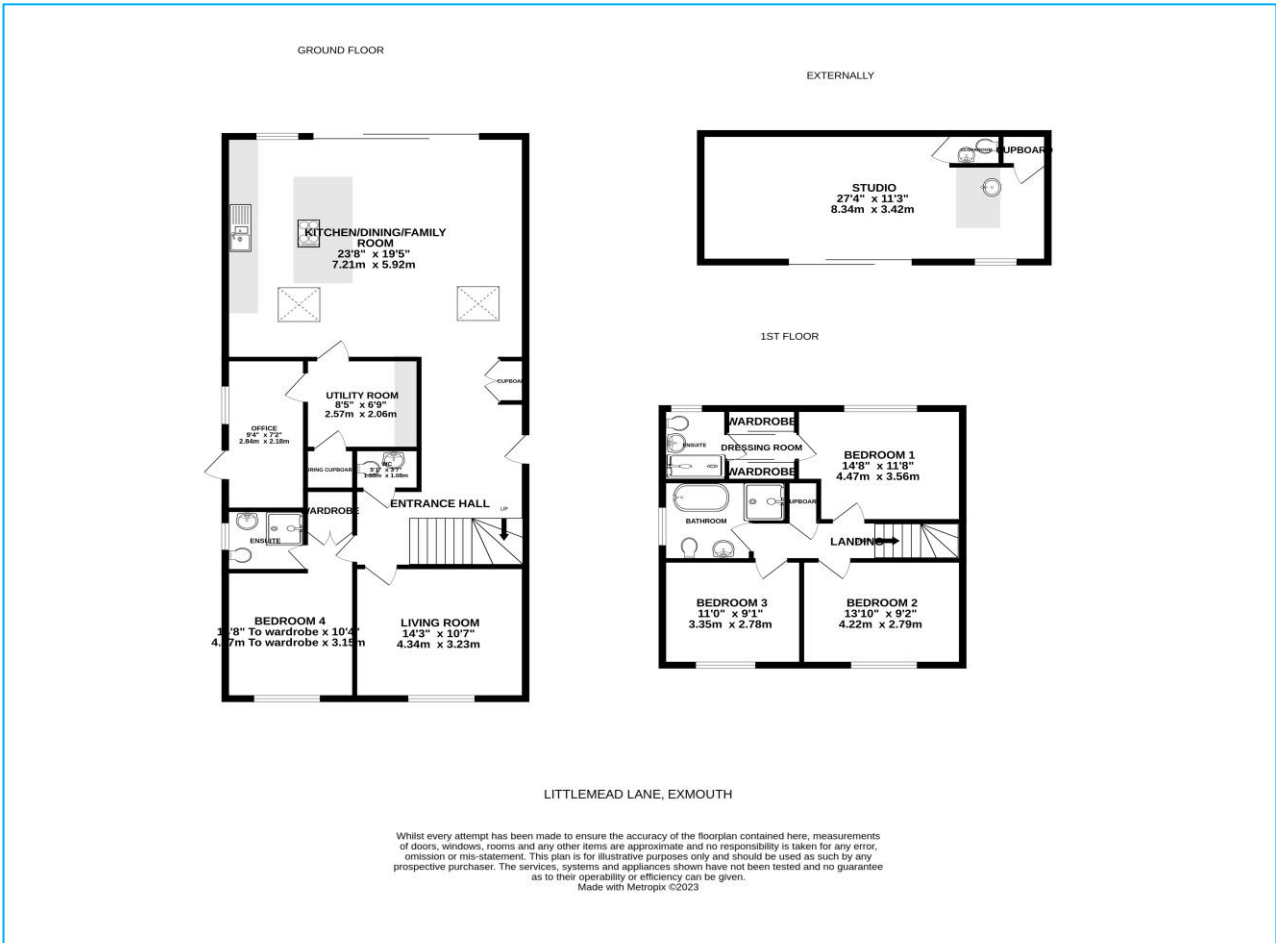 GROUND FLOOR
KITCHEN/DINING/FAMILY
ROOM
23'8" x 19'5"
7.21m x 5.92m
UTILITY ROOM
8'5" x 6'9"
2.57m x 2.06m
CUPBOAR
OFFICE
9'4" x 7'2"
2.84m x 2.18m
WC
ENTRANCE HALL
UP
ENSUITE
BEDROOM 4
To wardrobe x 10'4"
To wardrobe x 3.15m
LIVING ROOM
14'3" x 10'7"
4.34m x 3.23m
EXTERNALLY
CUPBOARD
STUDIO
27'4" x 11'3"
8.34m x 3.42m
1ST FLOOR
WARDROBE
ENSUITE
DRESSING ROOM
WARDROBE
BEDROOM 1
14'8" x 11'8"
4.47m x 3.56m
BATHROOM
LANDING
BEDROOM 3
11'0" x 9'1"
3.35m x 2.78m
BEDROOM 2
13'10" x 9'2"
4.22m x 2.79m
LITTLEMEAD LANE, EXMOUTH
Whilst every attempt has been made to ensure the accuracy of the floorplan contained here, measurements
of doors, windows, rooms and any other items are approximate and no responsibility is taken for any error,
omission or mis-statement. This plan is for illustrative purposes only and should be used as such by any
prospective purchaser. The services, systems and appliances shown have not been tested and no guarantee
as to their operability or efficiency can be given.
Made with Metropix ©2023